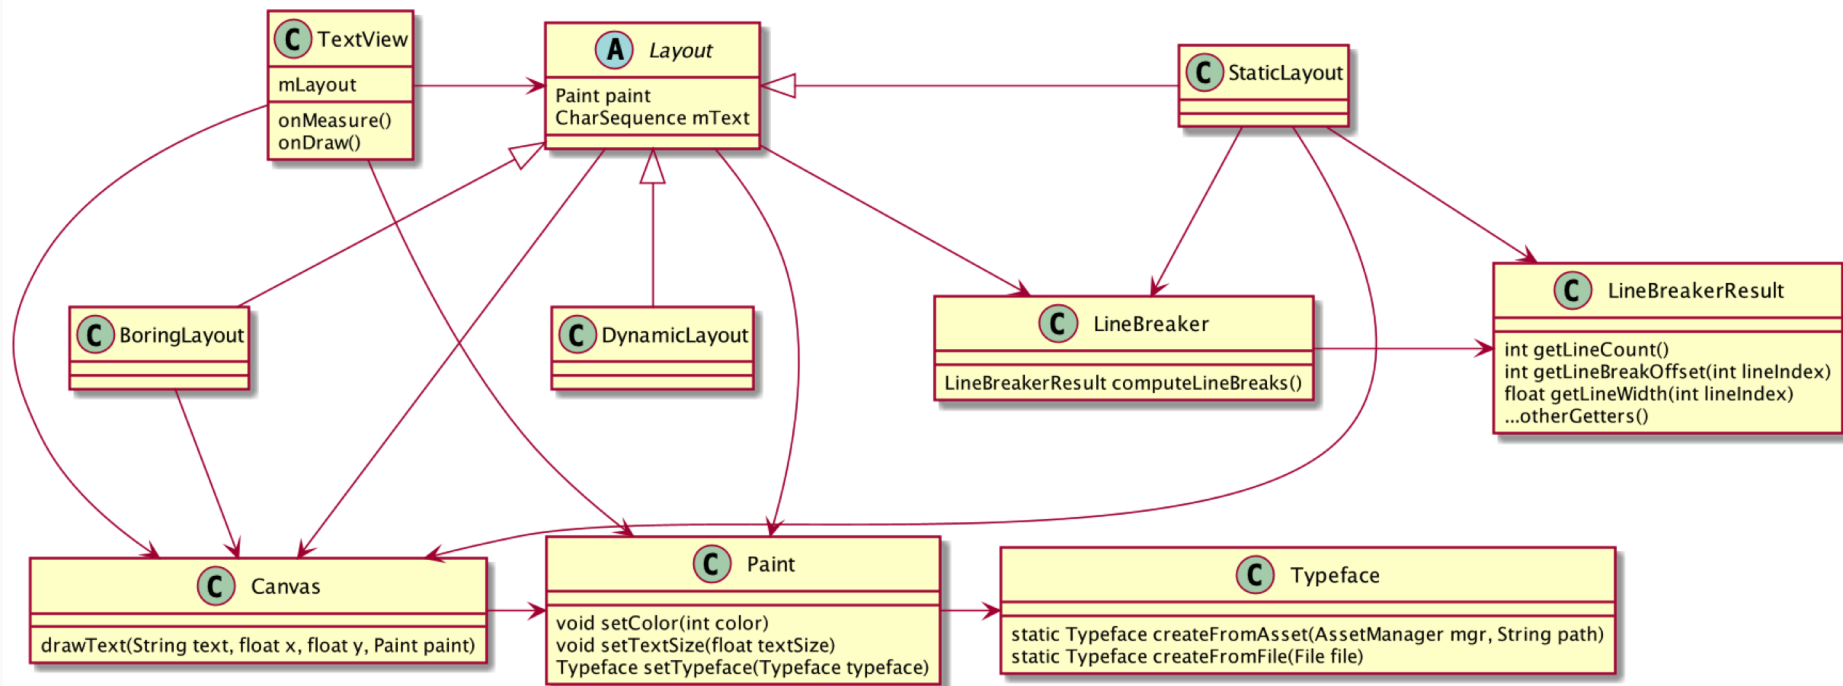 C TextView
mLayout
onMeasure()
onDraw()
A Layout
Paint paint
CharSequence mText
C StaticLayout
C BoringLayout
C DynamicLayout
C LineBreaker
LineBreakerResult computeLineBreaks()
C LineBreakerResult
int getLineCount()
int getLineBreakOffset(int lineIndex)
float getLineWidth(int lineIndex)
...otherGetters()
C Canvas
drawText(String text, float x, float y, Paint paint)
C Paint
void setColor(int color)
void setTextSize(float textSize)
Typeface setTypeface(Typeface typeface)
C Typeface
static Typeface createFromAsset(AssetManager mgr, String path)
static Typeface createFromFile(File file)